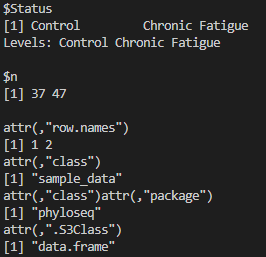 $Status
[1] Control         Chronic Fatigue
Levels: Control Chronic Fatigue
$n
[1] 37 47
attr(,"row.names")
[1] 1 2
attr(,"class")
[1] "sample_data"
attr(,"class")attr(,"package")
[1] "phyloseq"
attr(,".S3Class")
[1] "data.frame"